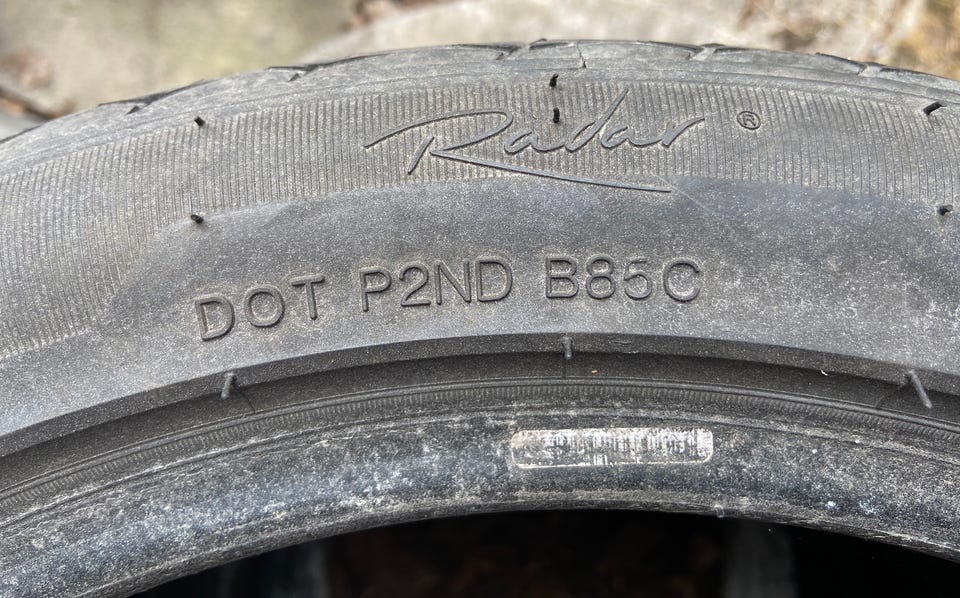 Radar®
DOT P2ND B85C